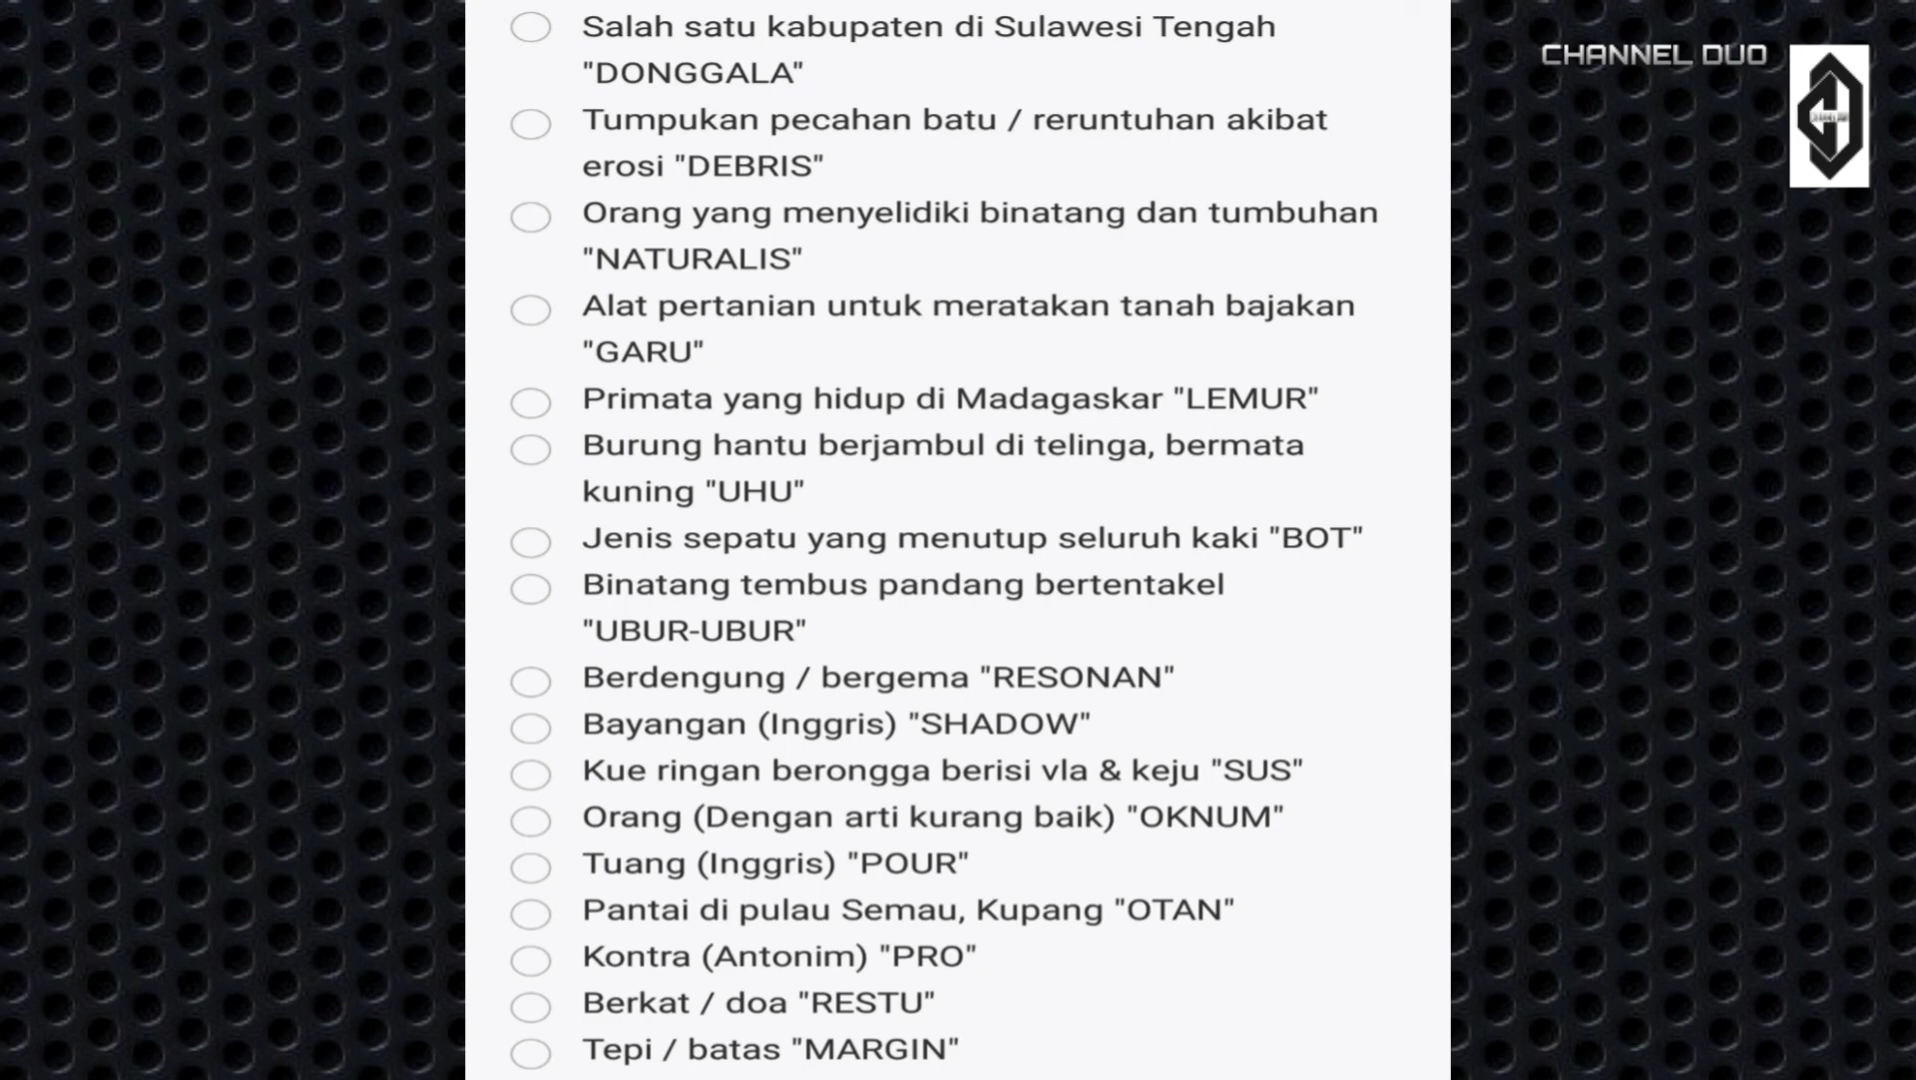 Salah satu kabupaten di Sulawesi Tengah
"DONGGALA"
Tumpukan pecahan batu / reruntuhan akibat
erosi "DEBRIS"
Orang yang menyelidiki binatang dan tumbuhan
"NATURALIS"
Alat pertanian untuk meratakan tanah bajakan
"GARU"
Primata yang hidup di Madagaskar "LEMUR"
Burung hantu berjambul di telinga, bermata
kuning "UHU"
Jenis sepatu yang menutup seluruh kaki "BOT"
Binatang tembus pandang bertentakel
"UBUR-UBUR"
Berdengung / bergema "RESONAN"
Bayangan (Inggris) "SHADOW"
Kue ringan berongga berisi vla & keju "SUS"
Orang (Dengan arti kurang baik) "OKNUM"
Tuang (Inggris) "POUR"
Pantai di pulau Semau, Kupang "OTAN"
Kontra (Antonim) "PRO"
Berkat / doa "RESTU"
Tepi / batas "MARGIN"
CHANNEL DUO